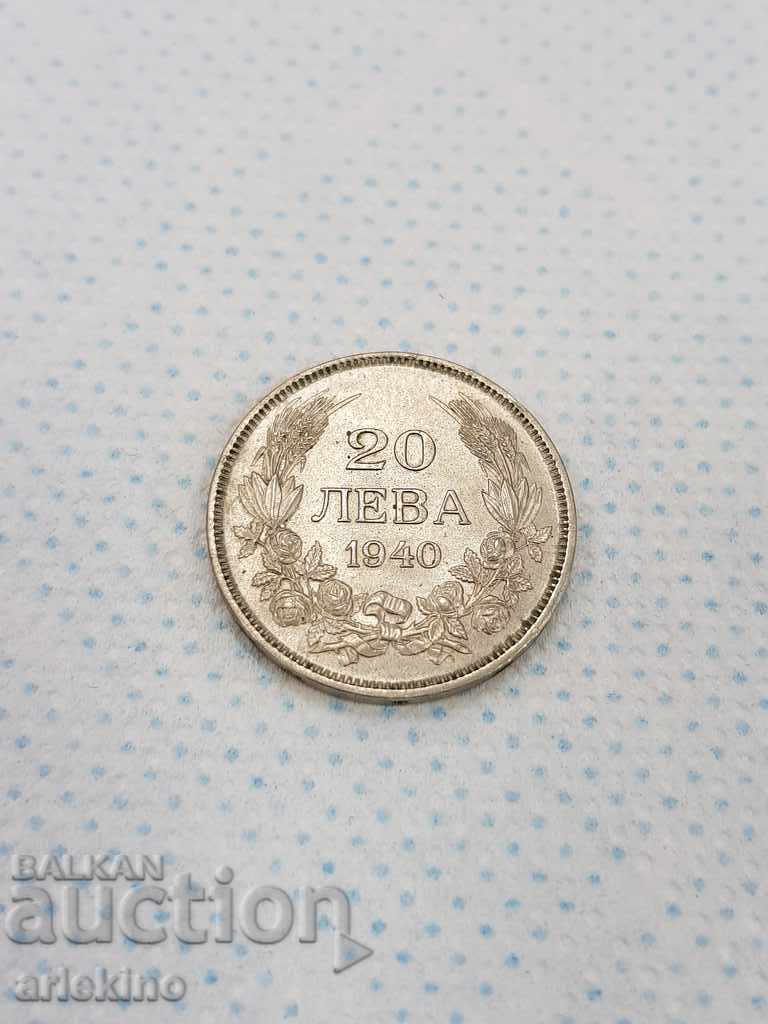 20
ЛЕВА
1940
BALKAN
auction
arlekino